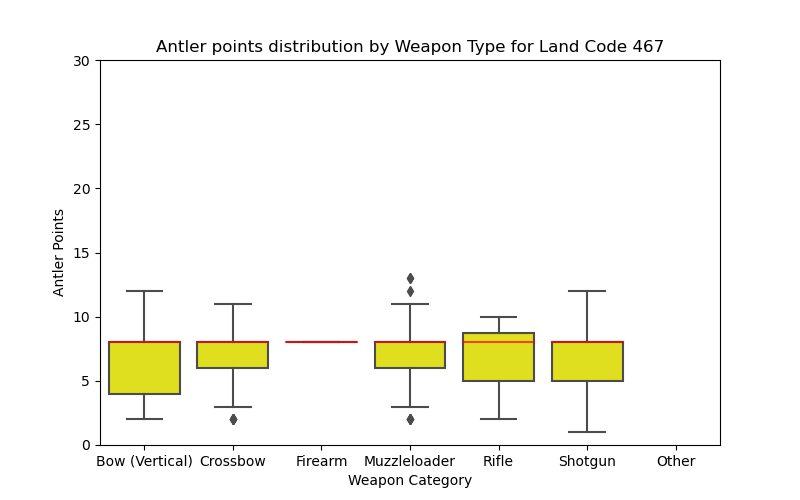 Antler points distribution by Weapon Type for Land Code 467
30
25
20
15
10
5
0
Antler Points
Bow (Vertical) Crossbow Firearm Muzzleloader Rifle Shotgun Other
Weapon Category